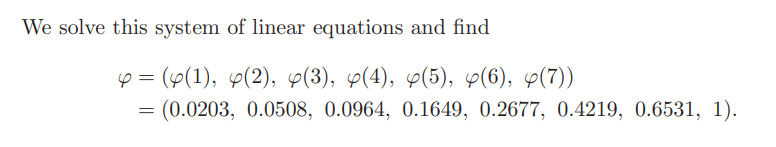 We solve this system of linear equations and find
φ = (φ(1), φ(2), φ(3), φ(4), φ(5), φ(6), φ(7))
= (0.0203, 0.0508, 0.0964, 0.1649, 0.2677, 0.4219, 0.6531, 1).